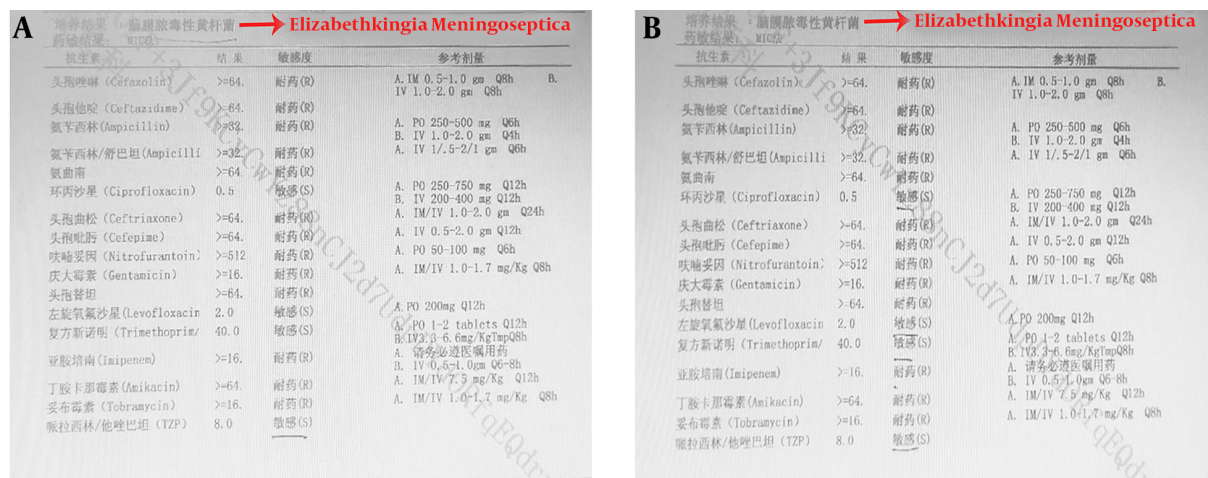 A
培养结果 : 脑膜脓毒性黄杆菌 Elizabethkingia Meningoseptica
药敏结果: MIC法
抗生素 结 果 敏感度 参考剂量
头孢唑啉(Cefazolin) >=64. 耐药(R) A.IM 0.5-1.0 gm Q8h B.
IV 1.0-2.0 gm Q8h
头孢他啶(Ceftazidime) >=64. 耐药(R)
氨苄西林(Ampicillin) >=32. 耐药(R) A. PO 250-500 mg Q6h
B. IV 1.0-2.0 gm Q4h
氨苄西林/舒巴坦(Ampicilli >=32. 耐药(R) A. IV 1/.5-2/1 gm Q6h
氨曲南 >=64. 耐药(R)
环丙沙星(Ciprofloxacin) 0.5 敏感(S) A. PO 250-750 mg Q12h
B. IV 200-400 mg Q12h
头孢曲松(Ceftriaxone) >=64. 耐药(R) A. IM/IV 1.0-2.0 gm Q24h
头孢吡肟(Cefepime) >=64. 耐药(R) A. IV 0.5-2.0 gm Q12h
呋喃妥因(Nitrofurantoin) >=512 耐药(R) A. PO 50-100 mg Q6h
庆大霉素(Gentamicin) >=16. 耐药(R) A. IM/IV 1.0-1.7 mg/Kg Q8h
头孢替坦 >=64. 耐药(R)
左旋氧氟沙星(Levofloxacin 2.0 敏感(S) A.PO 200mg Q12h
复方新诺明(Trimethoprim/ 40.0 敏感(S) A. PO 1-2 tablets Q12h
B.IV3.3-6.6mg/KgTmpQ8h
亚胺培南(Imipenem) >=16. 耐药(R) A. 请务必遵医嘱用药
B. IV 0.5-1.0gm Q6-8h
丁胺卡那霉素(Amikacin) >=64. 耐药(R) A. IM/IV 7.5 mg/Kg Q12h
妥布霉素(Tobramycin) >=16. 耐药(R) A. IM/IV 1.0-1.7 mg/Kg Q8h
哌拉西林/他唑巴坦(TZP) 8.0 敏感(S)
B
培养结果 : 脑膜脓毒性黄杆菌 Elizabethkingia Meningoseptica
药敏结果: MIC法
抗生素 结 果 敏感度 参考剂量
头孢唑啉(Cefazolin) >=64. 耐药(R) A.IM 0.5-1.0 gm Q8h B.
IV 1.0-2.0 gm Q8h
头孢他啶(Ceftazidime) >=64. 耐药(R)
氨苄西林(Ampicillin) >=32. 耐药(R) A. PO 250-500 mg Q6h
B. IV 1.0-2.0 gm Q4h
氨苄西林/舒巴坦(Ampicilli >=32. 耐药(R) A. IV 1/.5-2/1 gm Q6h
氨曲南 >=64. 耐药(R)
环丙沙星(Ciprofloxacin) 0.5 敏感(S) A. PO 250-750 mg Q12h
B. IV 200-400 mg Q12h
头孢曲松(Ceftriaxone) >=64. 耐药(R) A. IM/IV 1.0-2.0 gm Q24h
头孢吡肟(Cefepime) >=64. 耐药(R) A. IV 0.5-2.0 gm Q12h
呋喃妥因(Nitrofurantoin) >=512 耐药(R) A. PO 50-100 mg Q6h
庆大霉素(Gentamicin) >=16. 耐药(R) A. IM/IV 1.0-1.7 mg/Kg Q8h
头孢替坦 >=64. 耐药(R)
左旋氧氟沙星(Levofloxacin 2.0 敏感(S) A.PO 200mg Q12h
复方新诺明(Trimethoprim/ 40.0 敏感(S) A. PO 1-2 tablets Q12h
B.IV3.3-6.6mg/KgTmpQ8h
亚胺培南(Imipenem) >=16. 耐药(R) A. 请务必遵医嘱用药
B. IV 0.5-1.0gm Q6-8h
丁胺卡那霉素(Amikacin) >=64. 耐药(R) A. IM/IV 7.5 mg/Kg Q12h
妥布霉素(Tobramycin) >=16. 耐药(R) A. IM/IV 1.0-1.7 mg/Kg Q8h
哌拉西林/他唑巴坦(TZP) 8.0 敏感(S)